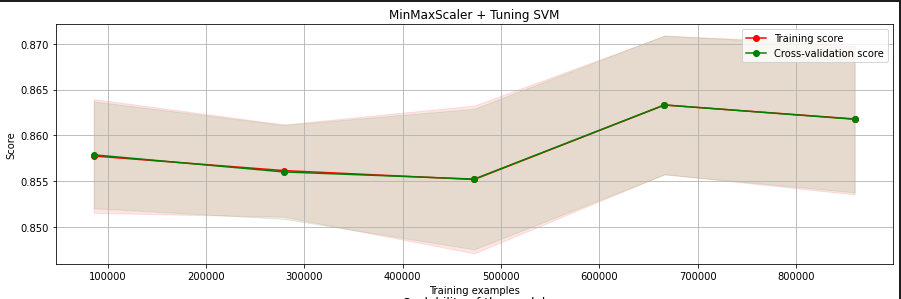 MinMaxScaler + Tuning SVM
0.870
0.865
0.860
0.855
0.850
Score
Training score
Cross-validation score
100000 200000 300000 400000 500000 600000 700000 800000
Training examples